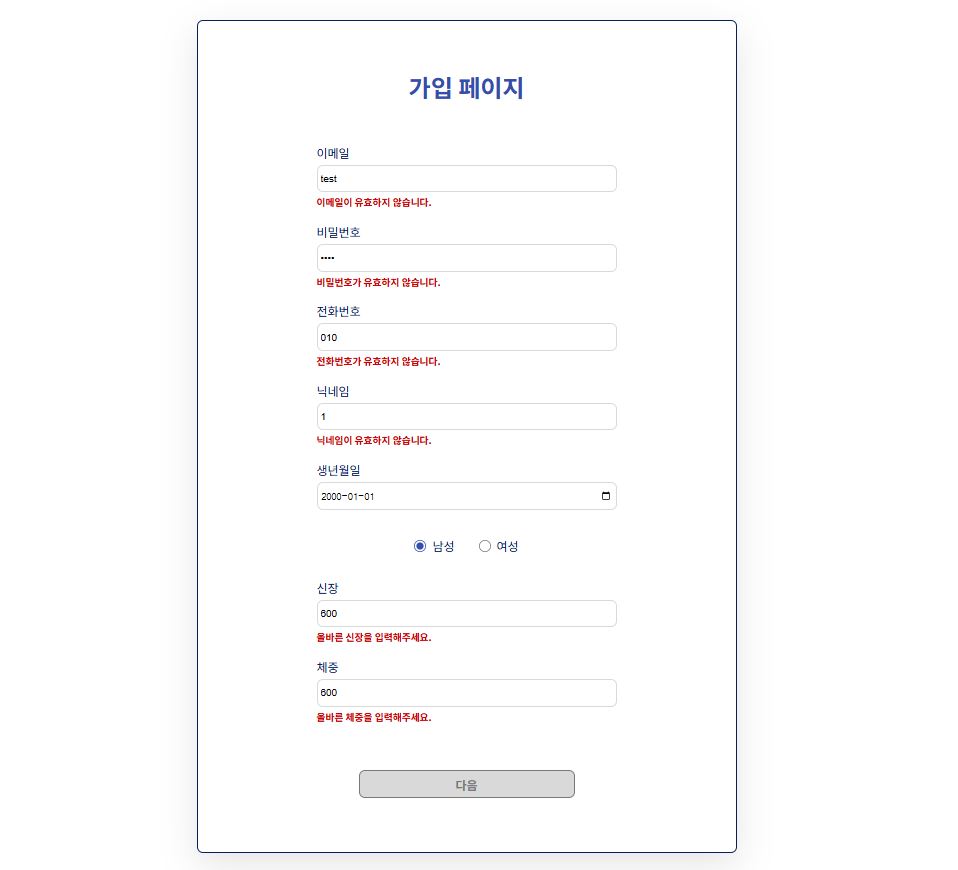 가입 페이지
이메일
test
이메일이 유효하지 않습니다.
비밀번호
••••
비밀번호가 유효하지 않습니다.
전화번호
010
전화번호가 유효하지 않습니다.
닉네임
1
닉네임이 유효하지 않습니다.
생년월일
2000-01-01
남성 여성
신장
600
올바른 신장을 입력해주세요.
체중
600
올바른 체중을 입력해주세요.
다음